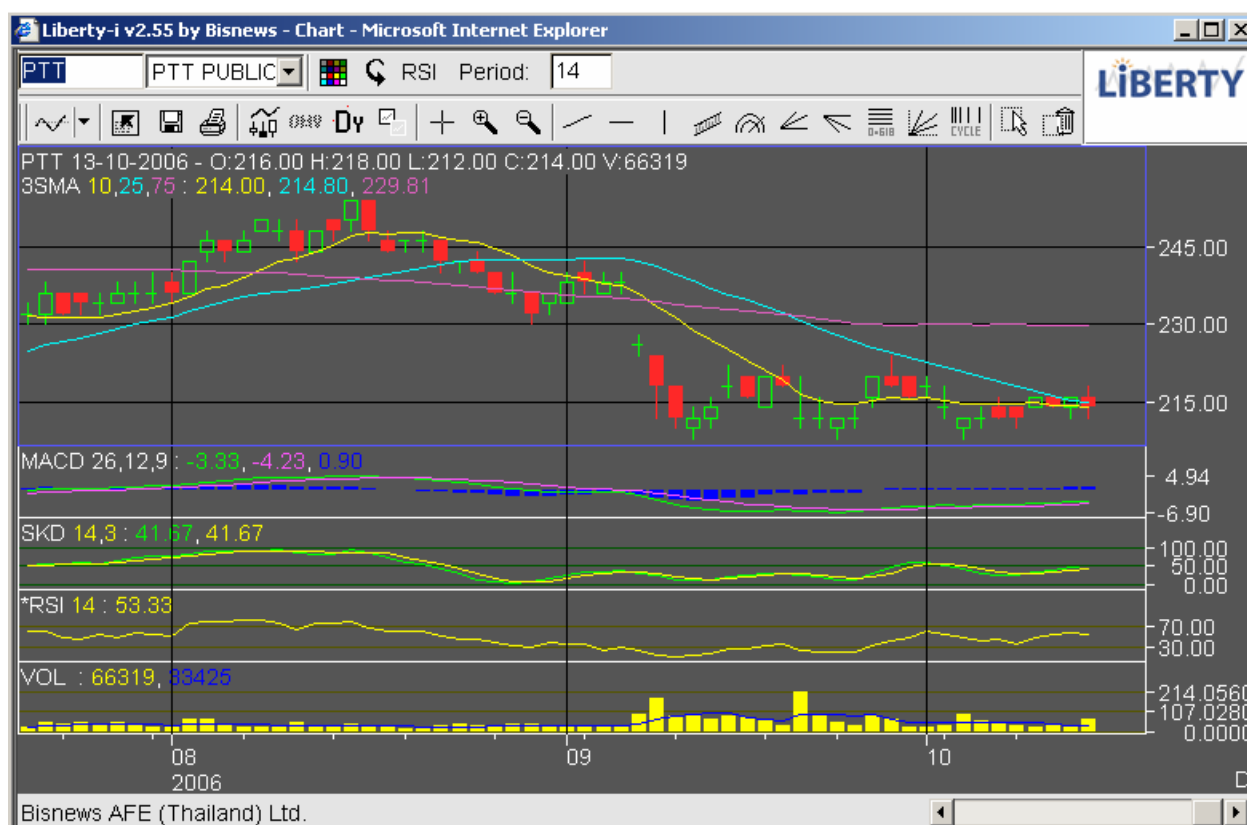 Liberty-i v2.55 by Bisnews - Chart - Microsoft Internet Explorer
PTT PTT PUBLIC RSI Period: 14
LiBERTY
Dy 0=618 CYCLE
PTT 13-10-2006 - O:216.00 H:218.00 L:212.00 C:214.00 V:66319
3SMA 10,25,75 : 214.00, 214.80, 229.81
245.00
230.00
215.00
MACD 26,12,9 : -3.33, -4.23, 0.90
4.94
-6.90
SKD 14,3 : 41.67, 41.67
100.00
50.00
0.00
*RSI 14 : 53.33
70.00
30.00
VOL : 66319, 33425
214.0560
107.0280
0.0000
08 09 10
2006
D
Bisnews AFE (Thailand) Ltd.